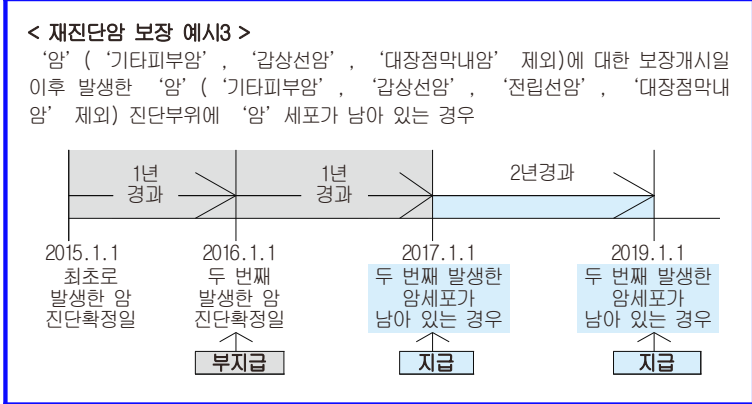 < 재진단암 보장 예시3 >
‘암’ ( ‘기타피부암’, ‘갑상선암’, ‘대장점막내암’ 제외)에 대한 보장개시일
이후 발생한 ‘암’ ( ‘기타피부암’, ‘갑상선암’, ‘전립선암’, ‘대장점막내
암’ 제외) 진단부위에 ‘암’세포가 남아 있는 경우
1년
경과
1년
경과
2년경과
2015.1.1
최초로
발생한 암
진단확정일
2016.1.1
두 번째
발생한 암
진단확정일
부지급
2017.1.1
두 번째 발생한
암세포가
남아 있는 경우
지급
2019.1.1
두 번째 발생한
암세포가
남아 있는 경우
지급